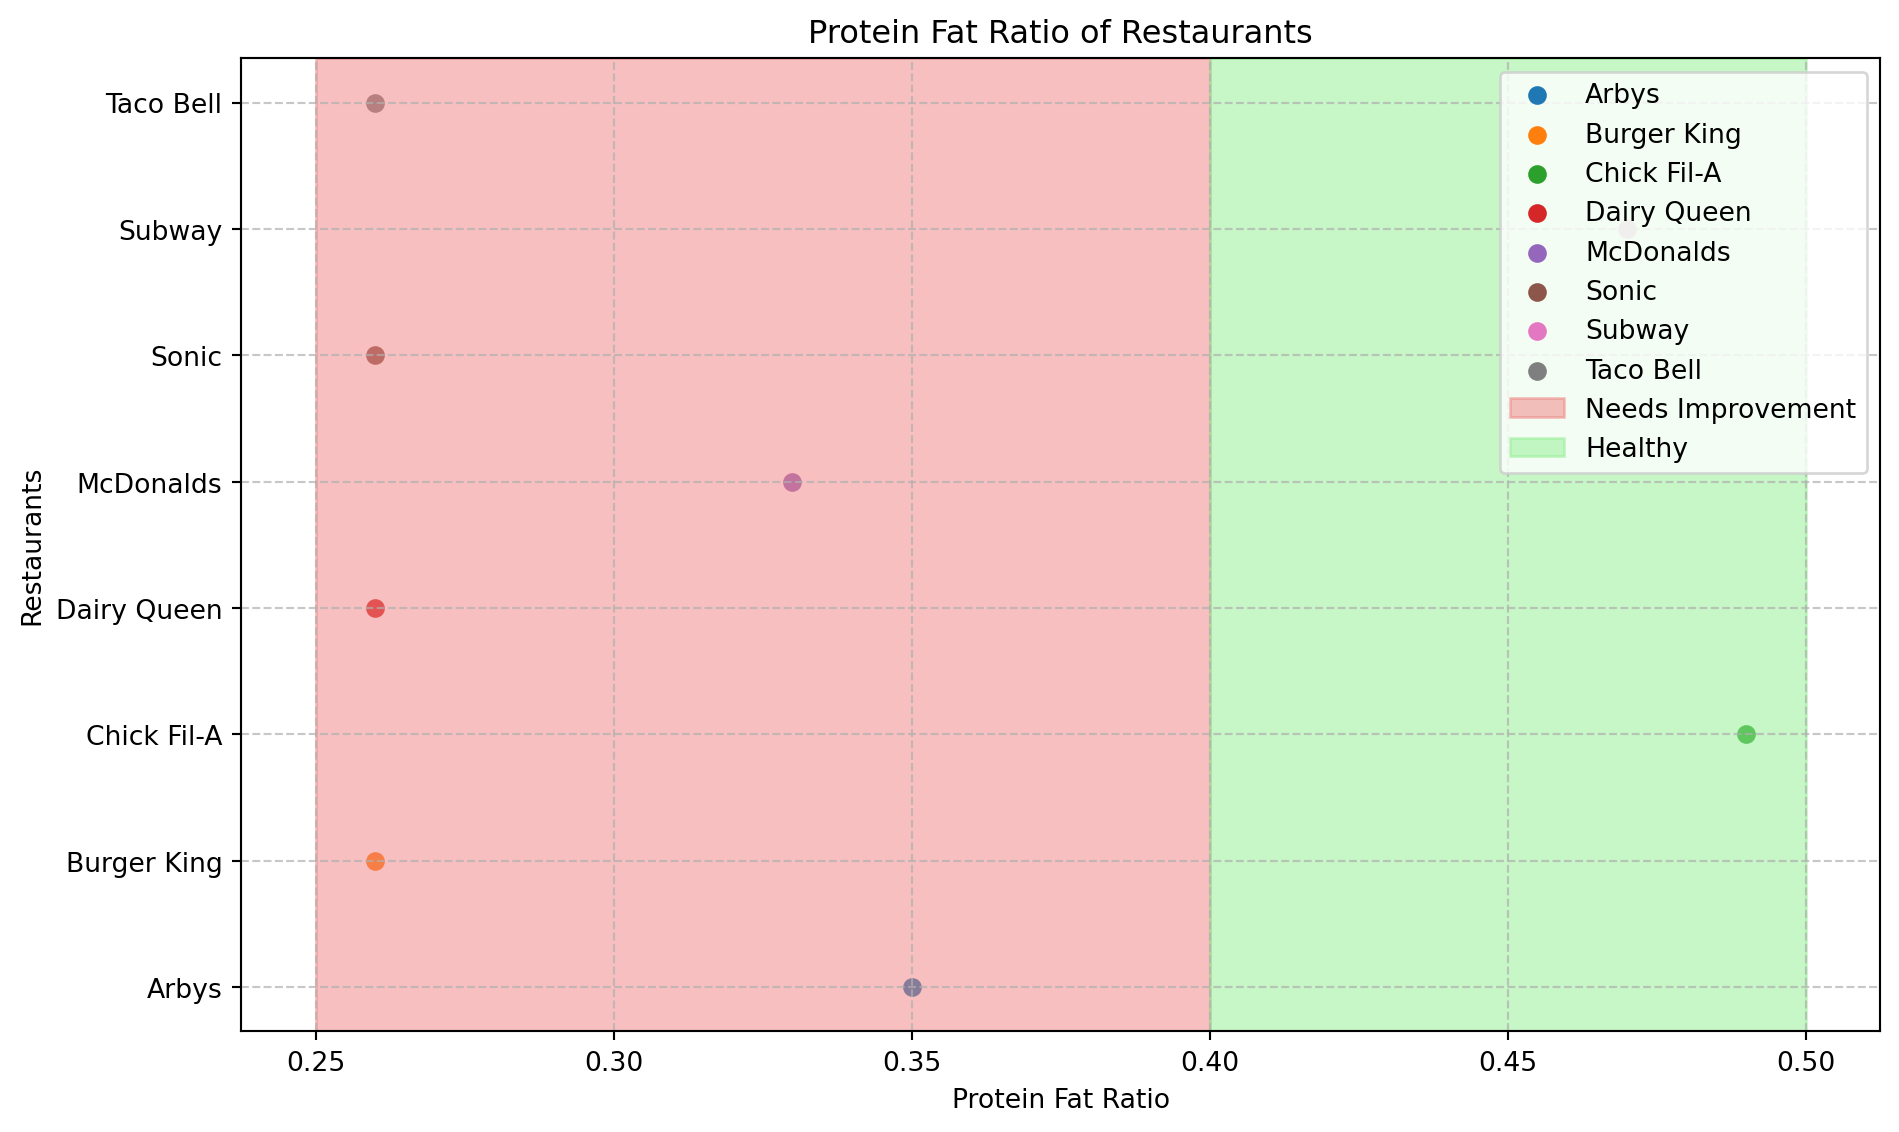 Protein Fat Ratio of Restaurants
Taco Bell
Subway
Sonic
McDonalds
Dairy Queen
Chick Fil-A
Burger King
Arbys
Restaurants
0.25
0.30
0.35
0.40
0.45
0.50
Protein Fat Ratio
Arbys
Burger King
Chick Fil-A
Dairy Queen
McDonalds
Sonic
Subway
Taco Bell
Needs Improvement
Healthy